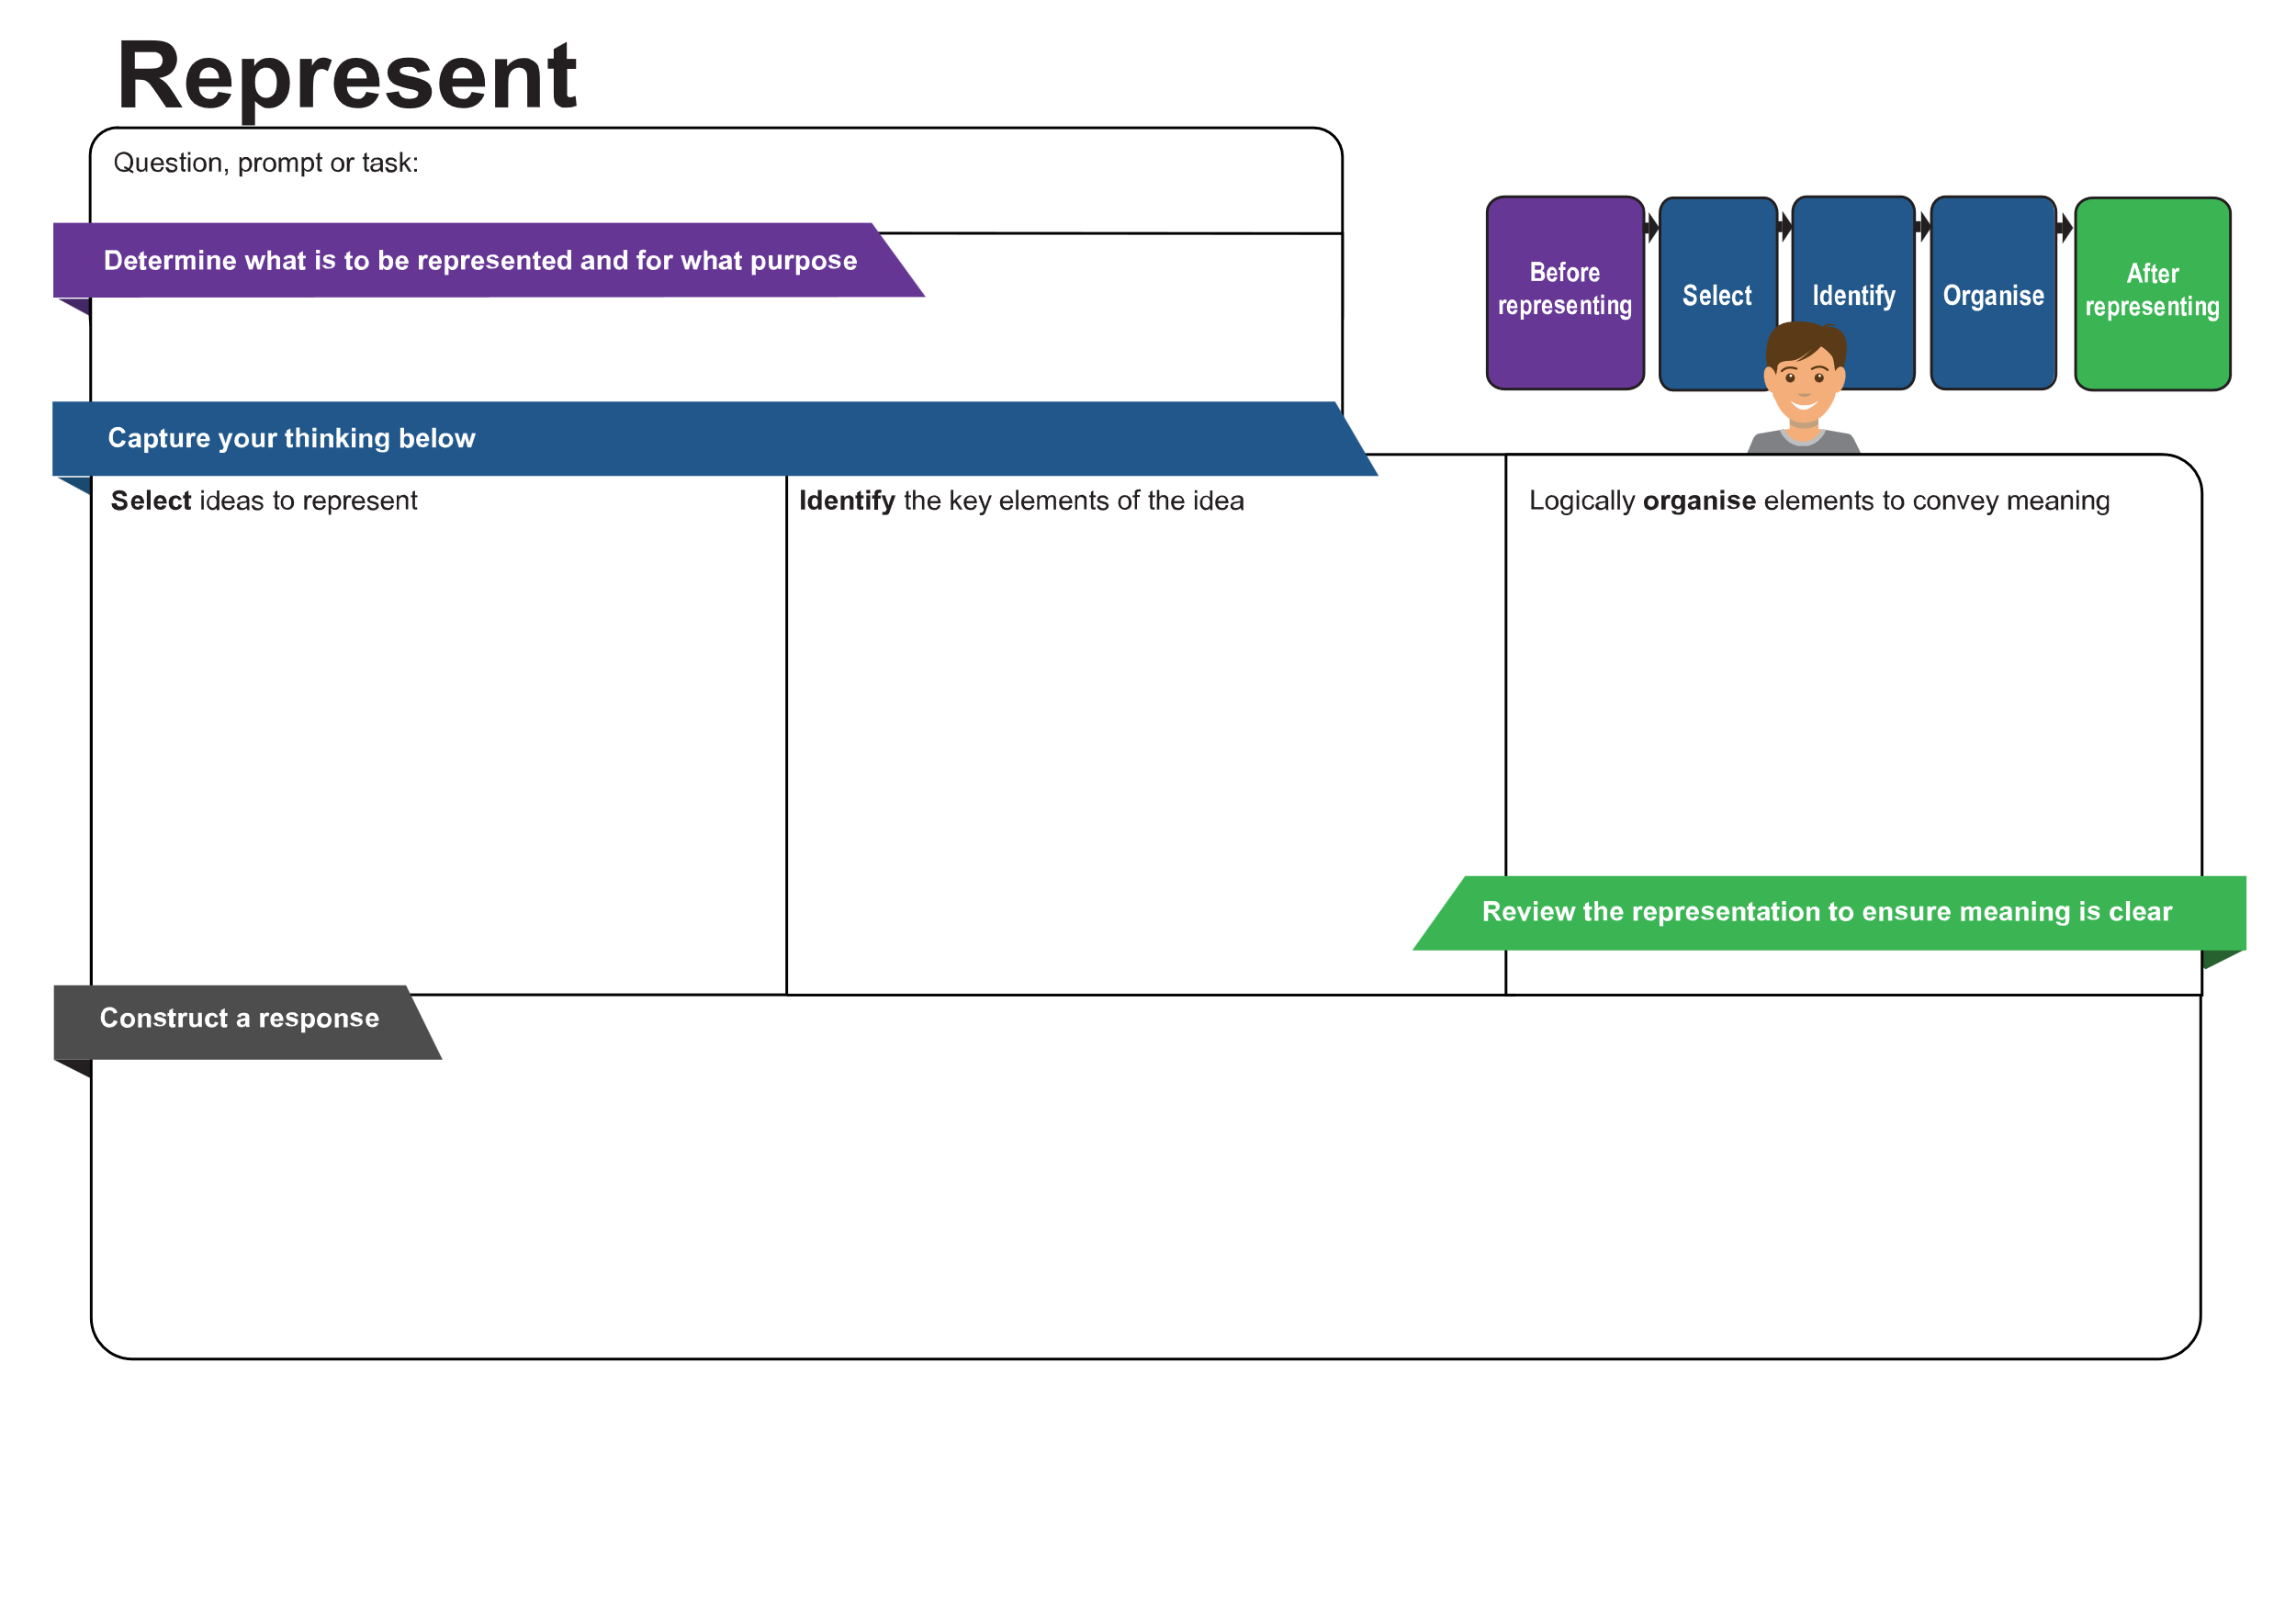 Represent
Question, prompt or task:
Determine what is to be represented and for what purpose
Before
representing
Select
Identify
Organise
After
representing
Capture your thinking below
Select ideas to represent
Identify the key elements of the idea
Logically organise elements to convey meaning
Review the representation to ensure meaning is clear
Construct a response